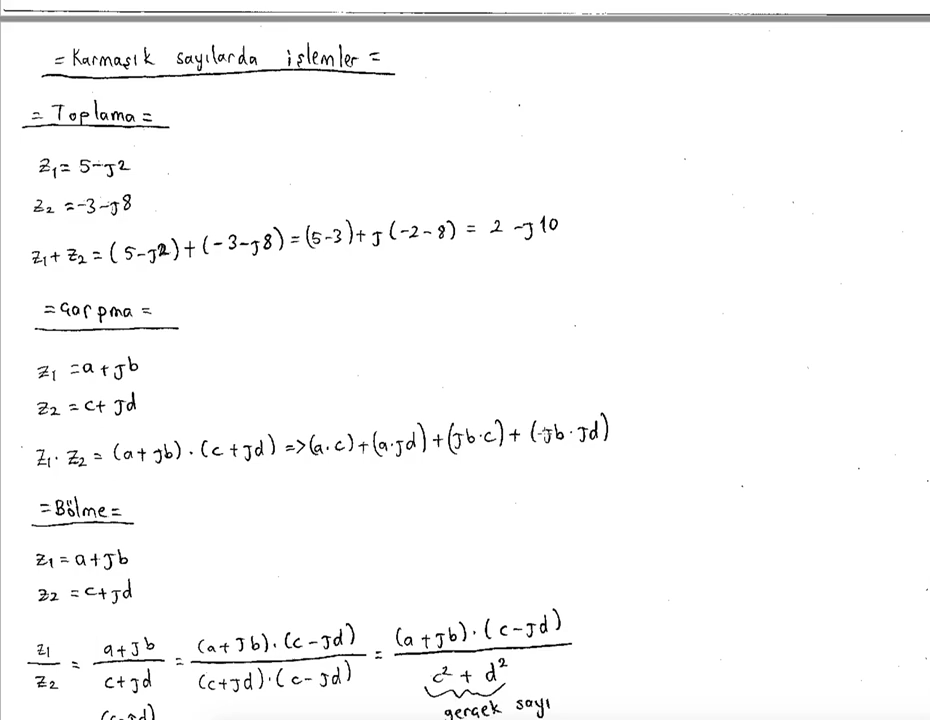 = Karmaşık sayılarda işlemler =
= Toplama =
z₁ = 5-j2
z₂ = -3-j8
z₁ + z₂ = (5-j2) + (-3-j8) = (5-3) + j(-2-8) = 2 -j10
= Çarpma =
z₁ = a + jb
z₂ = c + jd
z₁ . z₂ = (a + jb) . (c + jd) => (a.c) + (a.jd) + (jb.c) + (jb.jd)
= Bölme =
z₁ = a + jb
z₂ = c + jd
z₁/z₂ = (a + jb)/(c + jd) = (a + jb).(c - jd)/((c + jd).(c - jd) = (a + jb).(c - jd)/(c² + d²)
(c-jd)
gerçek sayı